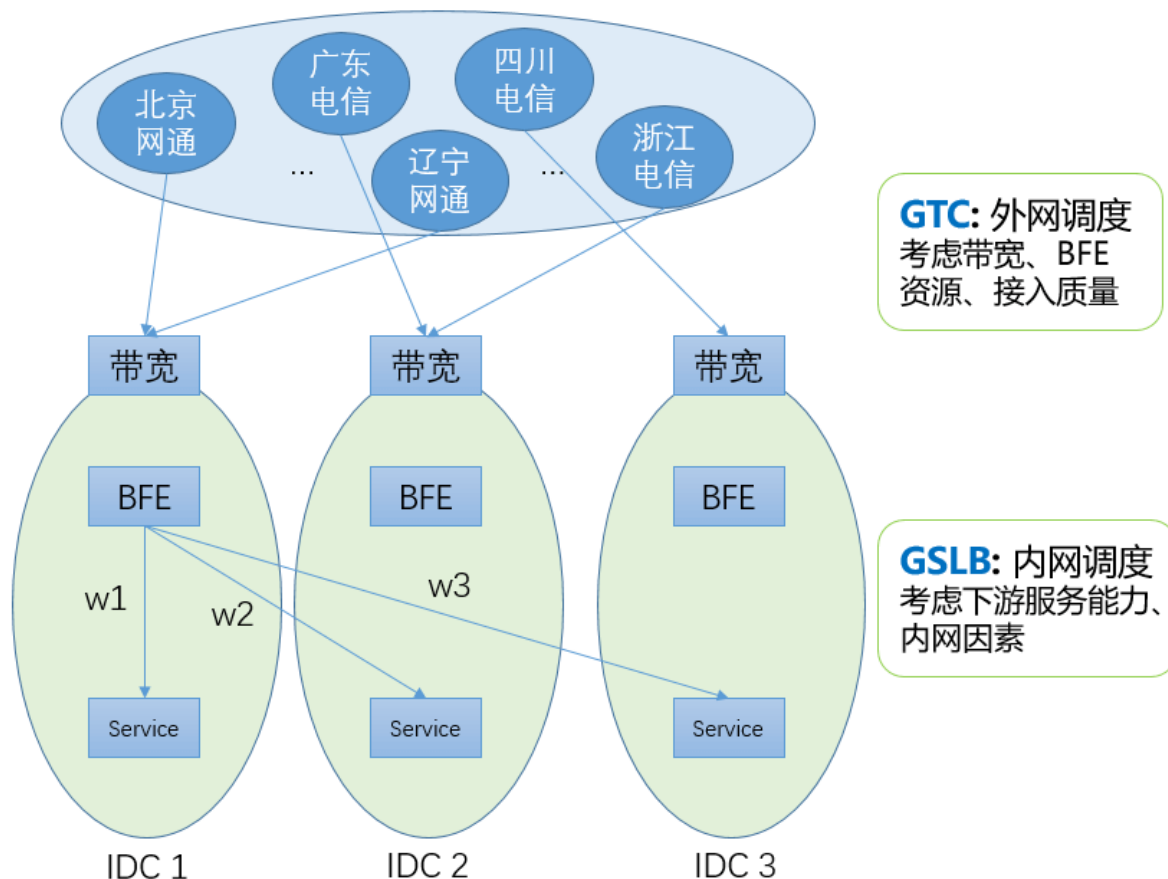 北京
网通
广东
电信
四川
电信
...
辽宁
网通
...
浙江
电信
GTC: 外网调度
考虑带宽、BFE
资源、接入质量
带宽
带宽
带宽
BFE
BFE
BFE
GSLB: 内网调度
考虑下游服务能力、
内网因素
w1
w2
w3
Service
Service
Service
IDC 1
IDC 2
IDC 3